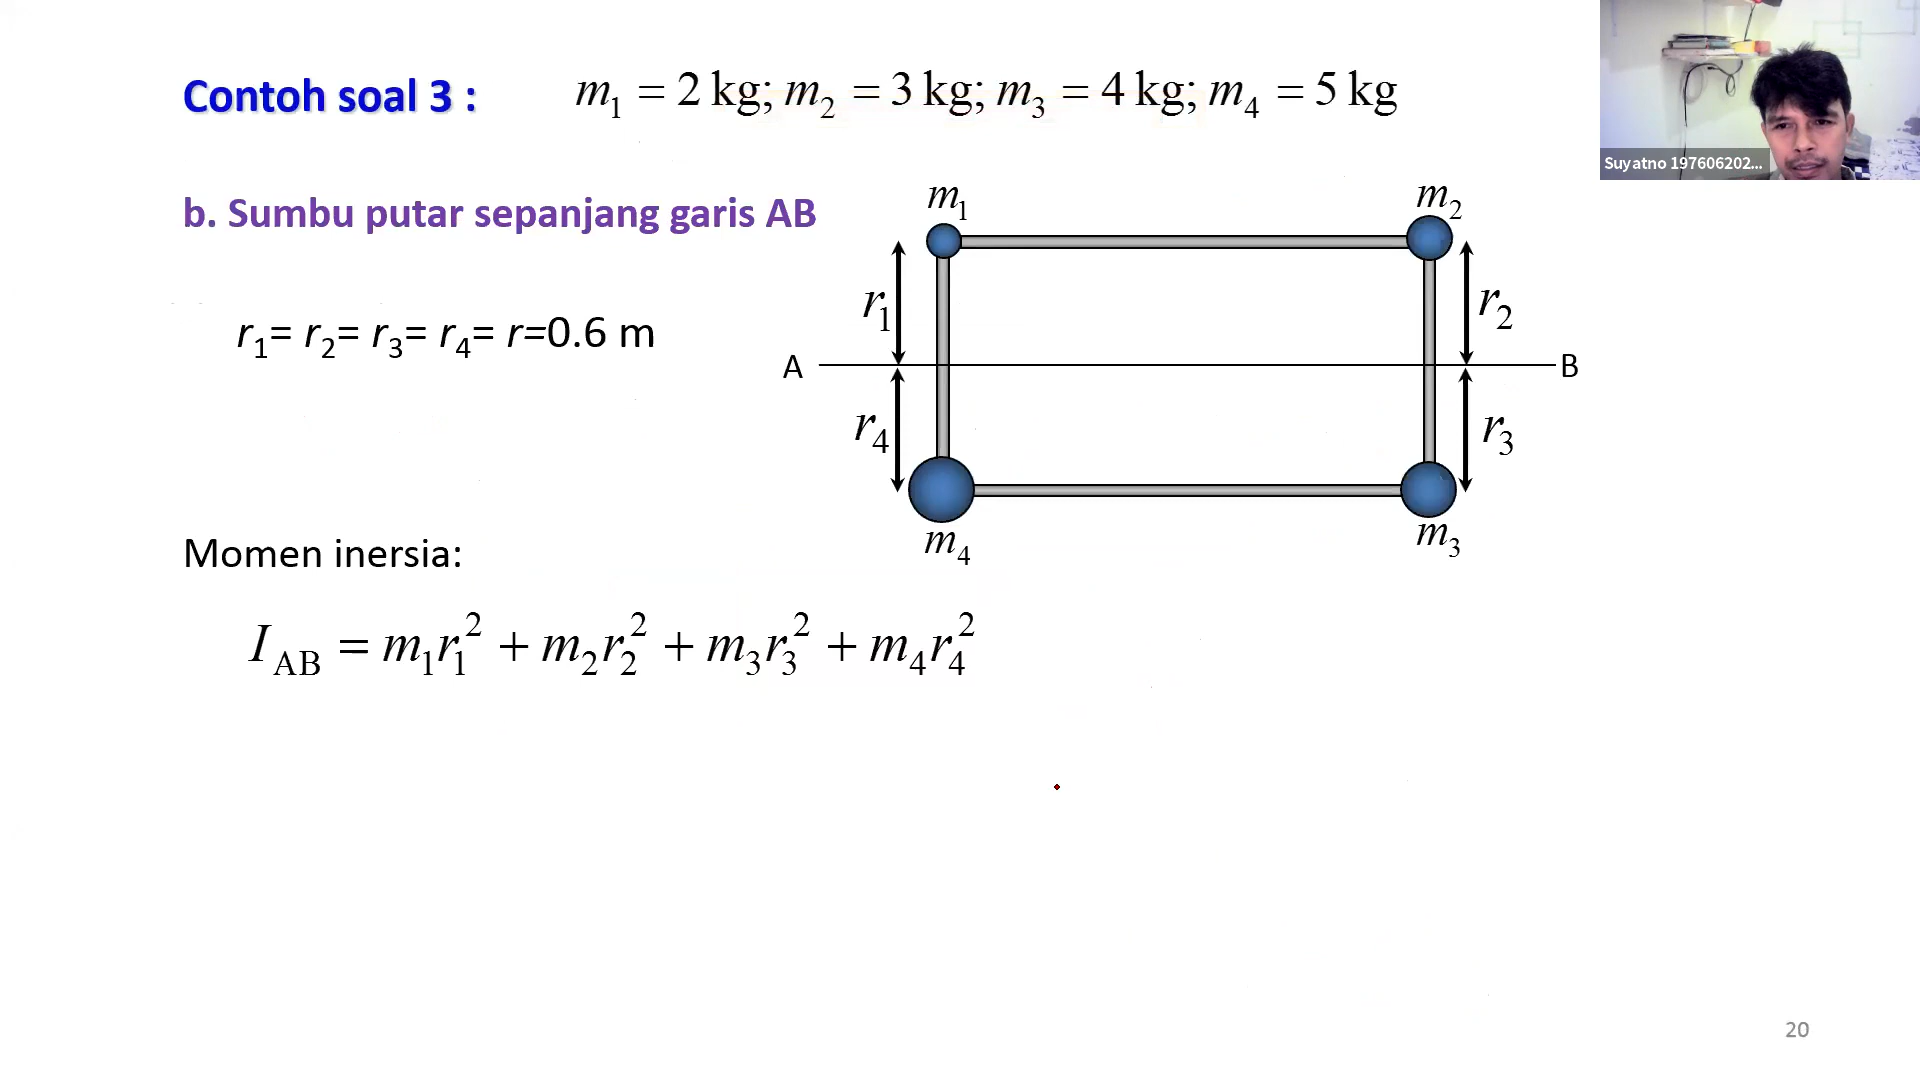 Contoh soal 3 :
m₁ = 2 kg; m₂ = 3 kg; m₃ = 4 kg; m₄ = 5 kg
Suyatno 197606202...
b. Sumbu putar sepanjang garis AB
m₁
m₂
r₁= r₂= r₃= r₄= r=0.6 m
r₁
r₂
A
B
r₄
r₃
m₄
m₃
Momen inersia:
I_AB = m₁r₁² + m₂r₂² + m₃r₃² + m₄r₄²
20